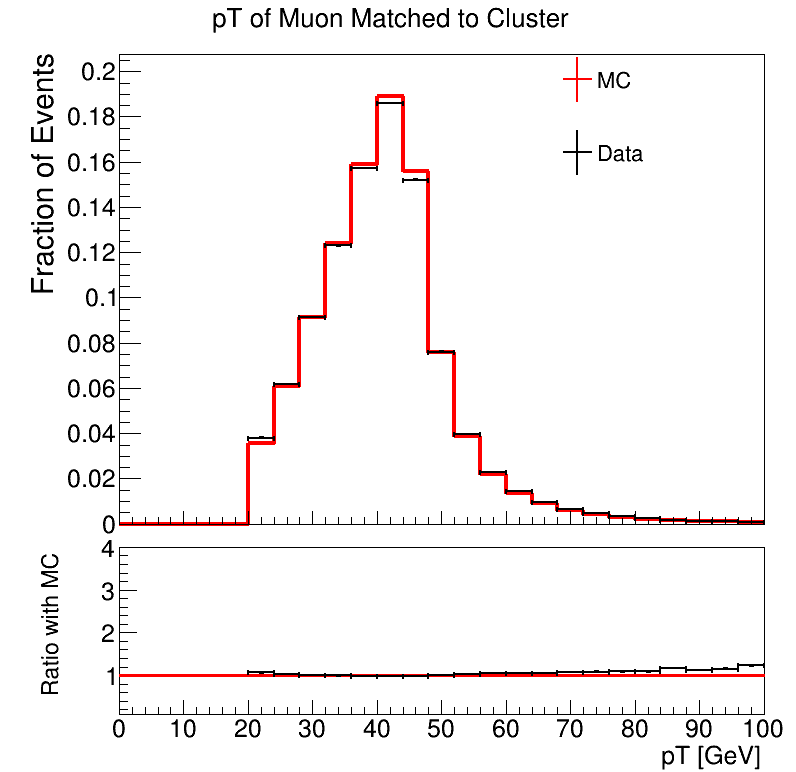 pT of Muon Matched to Cluster
Fraction of Events
0.2
0.18
0.16
0.14
0.12
0.1
0.08
0.06
0.04
0.02
0
MC
Data
Ratio with MC
4
3
2
1
0 10 20 30 40 50 60 70 80 90 100
pT [GeV]